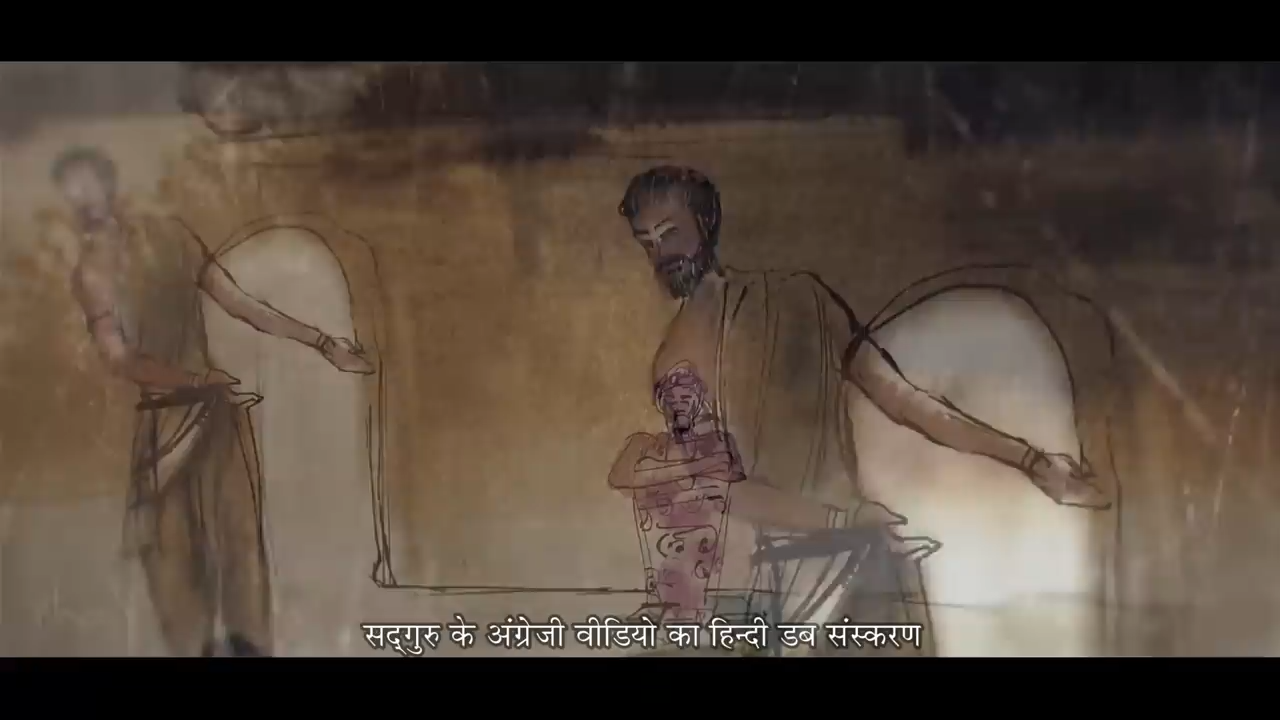 सद्‌गुरु के अंग्रेजी वीडियो का हिन्दी डब संस्करण